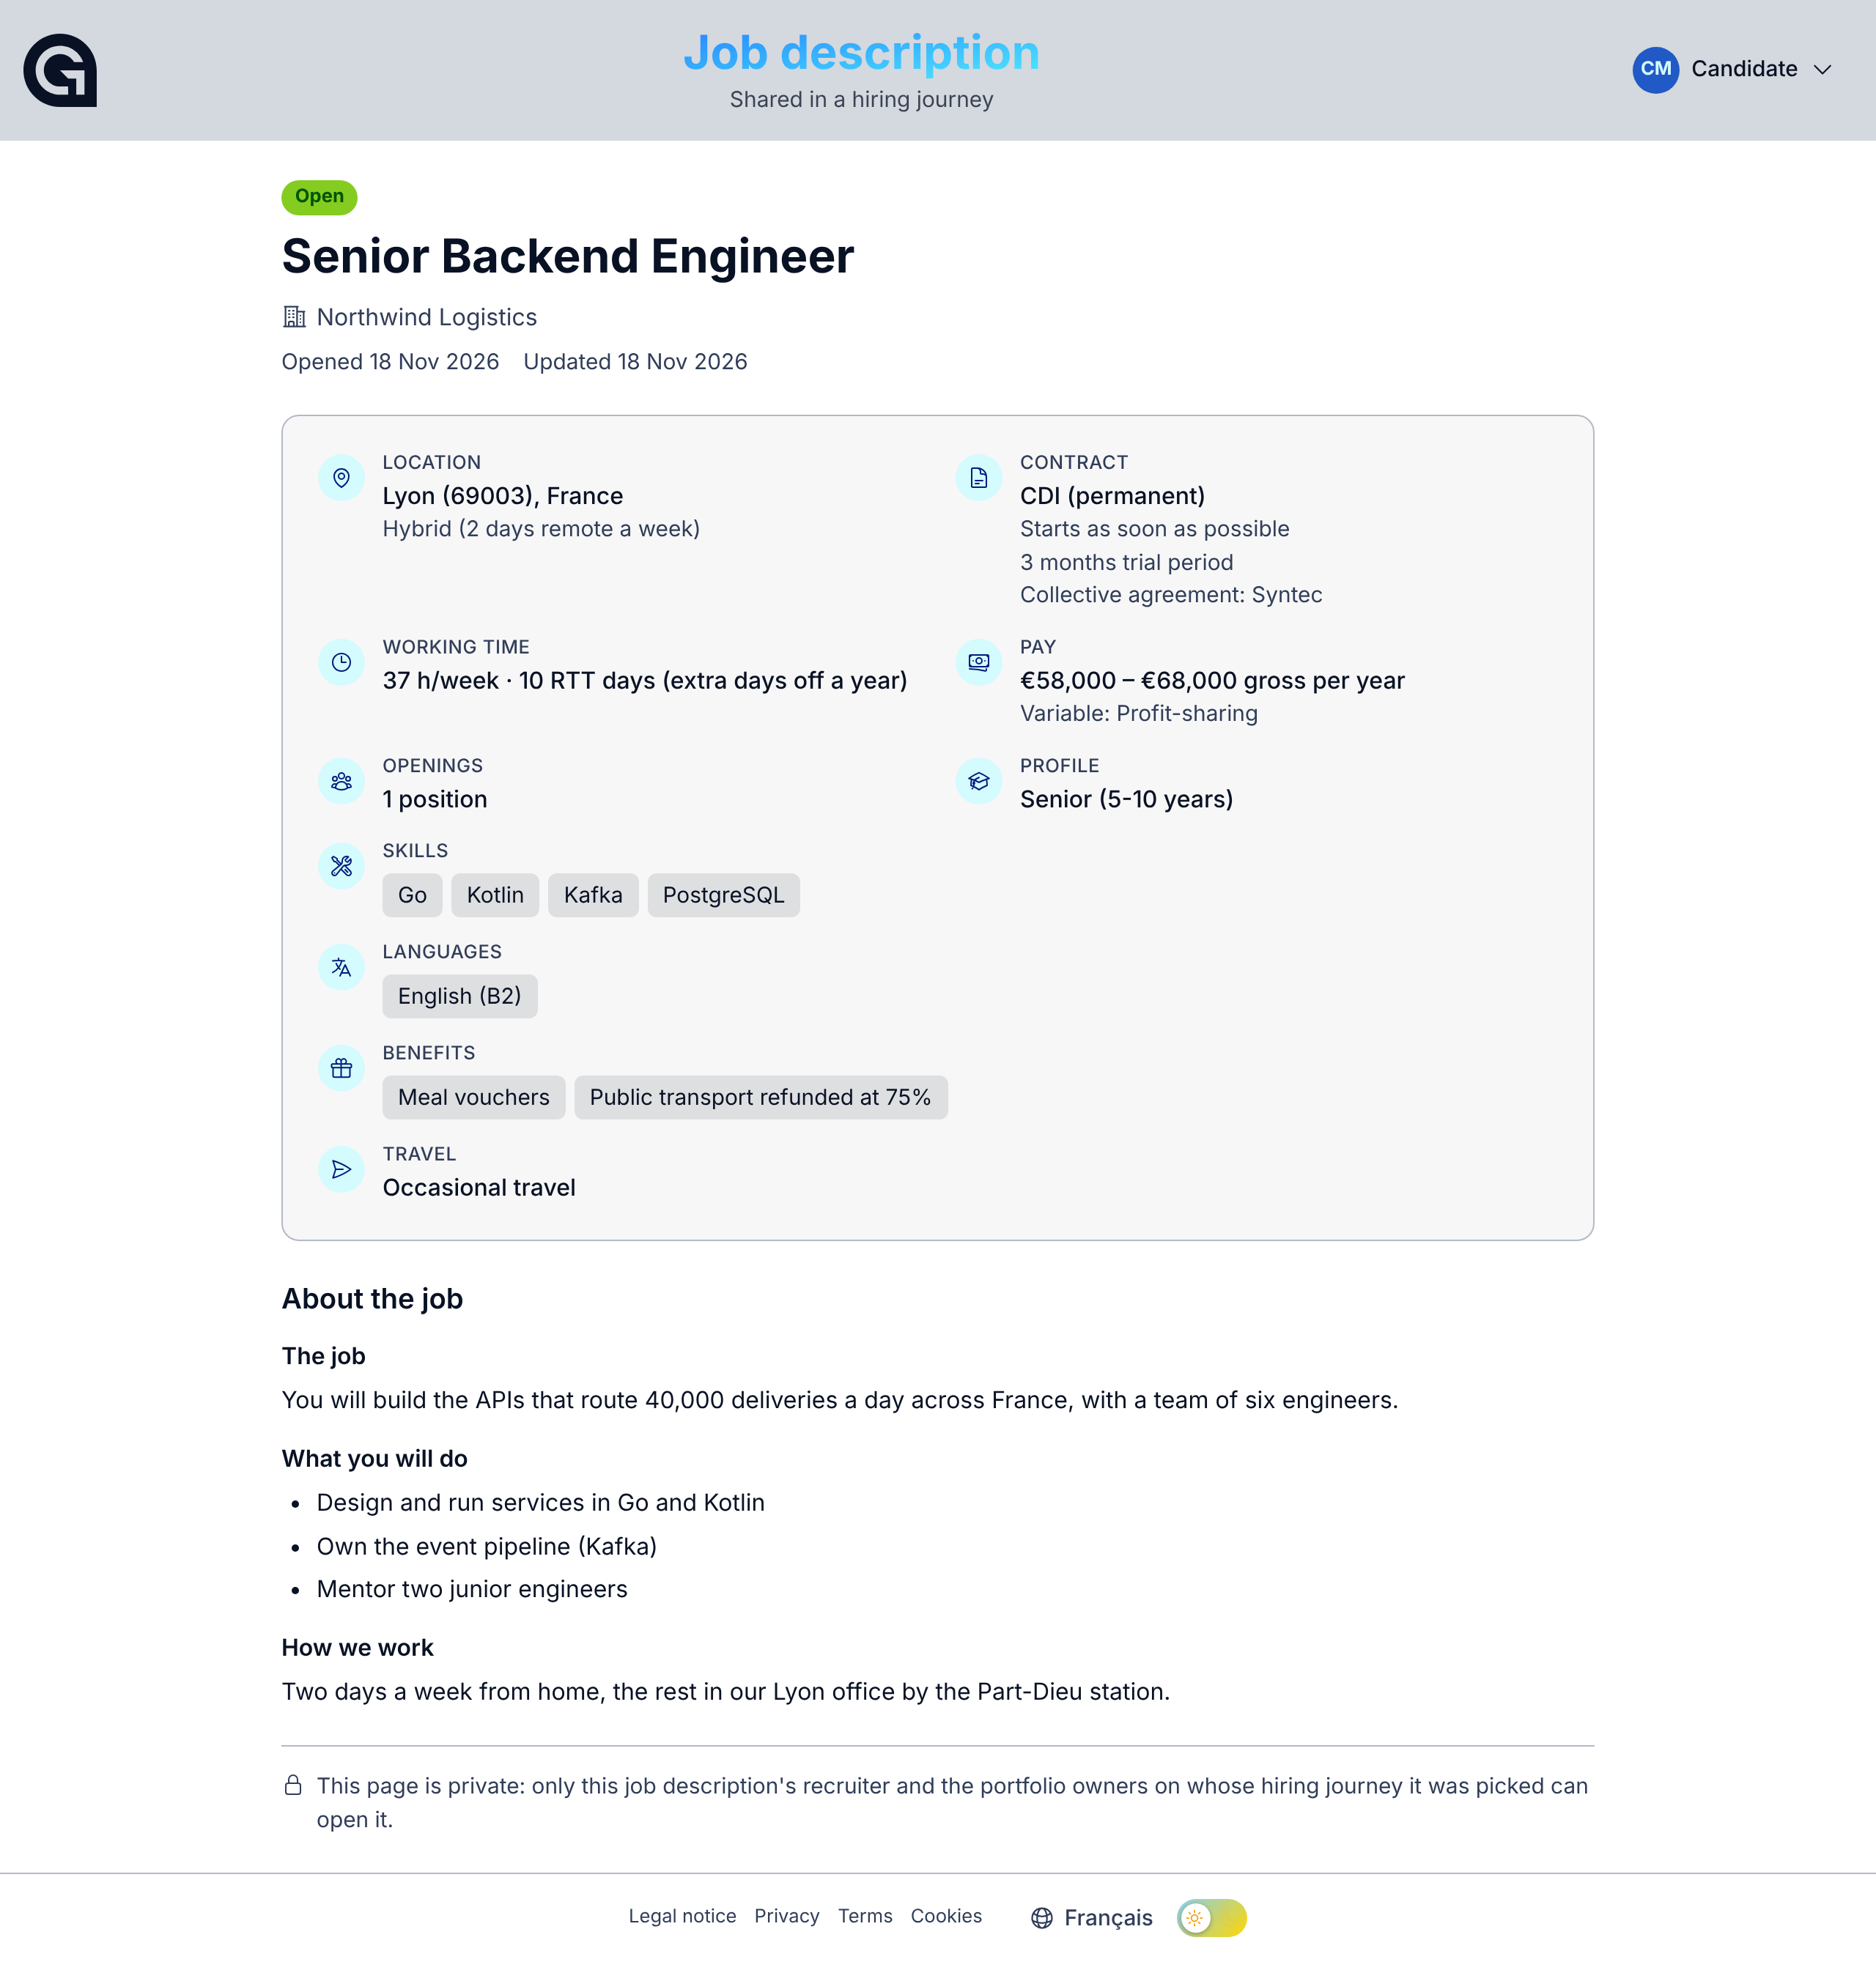 Job description
Shared in a hiring journey
CM Candidate
Open
Senior Backend Engineer
Northwind Logistics
Opened 18 Nov 2026 Updated 18 Nov 2026
LOCATION
Lyon (69003), France
Hybrid (2 days remote a week)
CONTRACT
CDI (permanent)
Starts as soon as possible
3 months trial period
Collective agreement: Syntec
WORKING TIME
37 h/week · 10 RTT days (extra days off a year)
PAY
€58,000 – €68,000 gross per year
Variable: Profit-sharing
OPENINGS
1 position
PROFILE
Senior (5-10 years)
SKILLS
Go Kotlin Kafka PostgreSQL
LANGUAGES
English (B2)
BENEFITS
Meal vouchers Public transport refunded at 75%
TRAVEL
Occasional travel
About the job
The job
You will build the APIs that route 40,000 deliveries a day across France, with a team of six engineers.
What you will do
• Design and run services in Go and Kotlin
• Own the event pipeline (Kafka)
• Mentor two junior engineers
How we work
Two days a week from home, the rest in our Lyon office by the Part-Dieu station.
This page is private: only this job description's recruiter and the portfolio owners on whose hiring journey it was picked can
open it.
Legal notice Privacy Terms Cookies Français